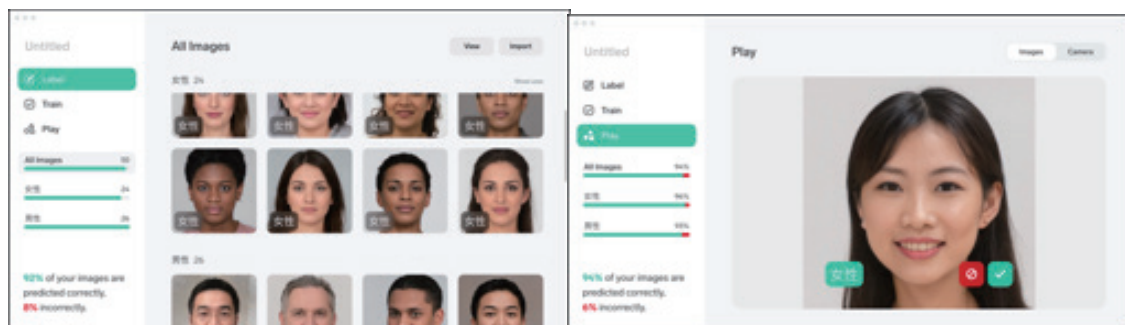 Untitled
Label
Train
Play
All Images 50
女性 24
男性 26
92% of your images are
predicted correctly,
8% incorrectly.
All Images
View
Import
女性 24
女性
女性
女性
女性
女性
女性
女性
女性
男性 26
Untitled
Label
Train
Play
All Images 94%
女性 96%
男性
94% of your images are
predicted correctly,
6% incorrectly.
Play
Images
Camera
女性